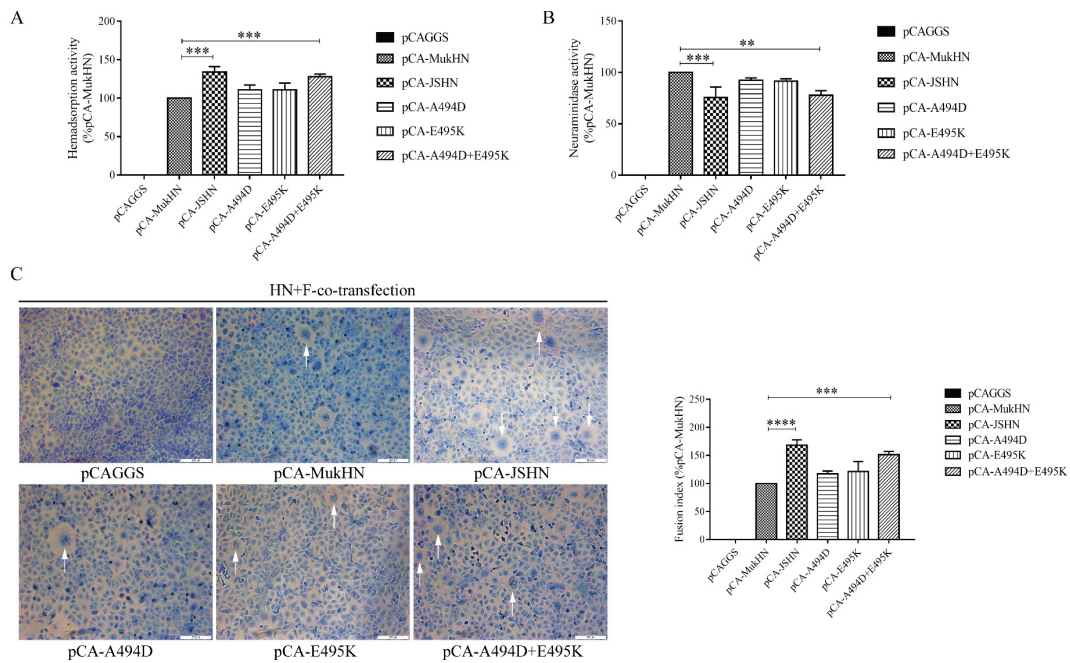 A
Hemadsorption activity
(%pCA-MukHN)
150
100
50
0
***
***
pCAGGS
pCA-MukHN
pCA-JSHN
pCA-A494D
pCA-E495K
pCA-A494D+E495K
pCAGGS
pCA-MukHN
pCA-JSHN
pCA-A494D
pCA-E495K
pCA-A494D+E495K
B
Neuraminidase activity
(%pCA-MukHN)
150
100
50
0
**
***
pCAGGS
pCA-MukHN
pCA-JSHN
pCA-A494D
pCA-E495K
pCA-A494D+E495K
pCAGGS
pCA-MukHN
pCA-JSHN
pCA-A494D
pCA-E495K
pCA-A494D+E495K
C
HN+F-co-transfection
pCAGGS
pCA-MukHN
pCA-JSHN
pCA-A494D
pCA-E495K
pCA-A494D+E495K
Fusion index (%pCA-MukHN)
250
200
150
100
50
0
***
****
pCAGGS
pCA-MukHN
pCA-JSHN
pCA-A494D
pCA-E495K
pCA-A494D+E495K
pCAGGS
pCA-MukHN
pCA-JSHN
pCA-A494D
pCA-E495K
pCA-A494D+E495K